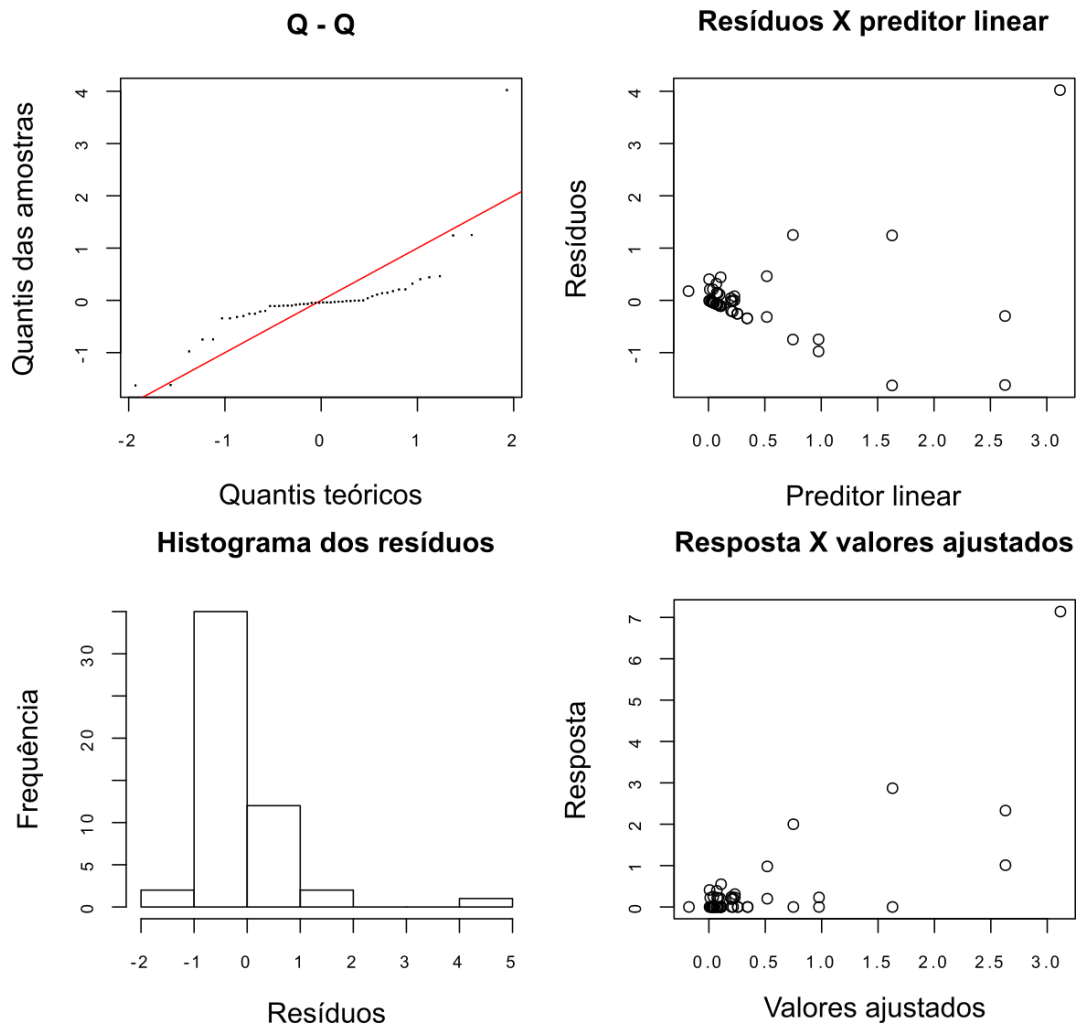 Q - Q
Quantis das amostras
4
3
2
1
0
-1
-2 -1 0 1 2
Quantis teóricos
Resíduos X preditor linear
Resíduos
4
3
2
1
0
-1
0.0 0.5 1.0 1.5 2.0 2.5 3.0
Preditor linear
Histograma dos resíduos
Frequência
30
10
5
0
-2 -1 0 1 2 3 4 5
Resíduos
Resposta X valores ajustados
Resposta
7
6
5
4
3
2
1
0
0.0 0.5 1.0 1.5 2.0 2.5 3.0
Valores ajustados